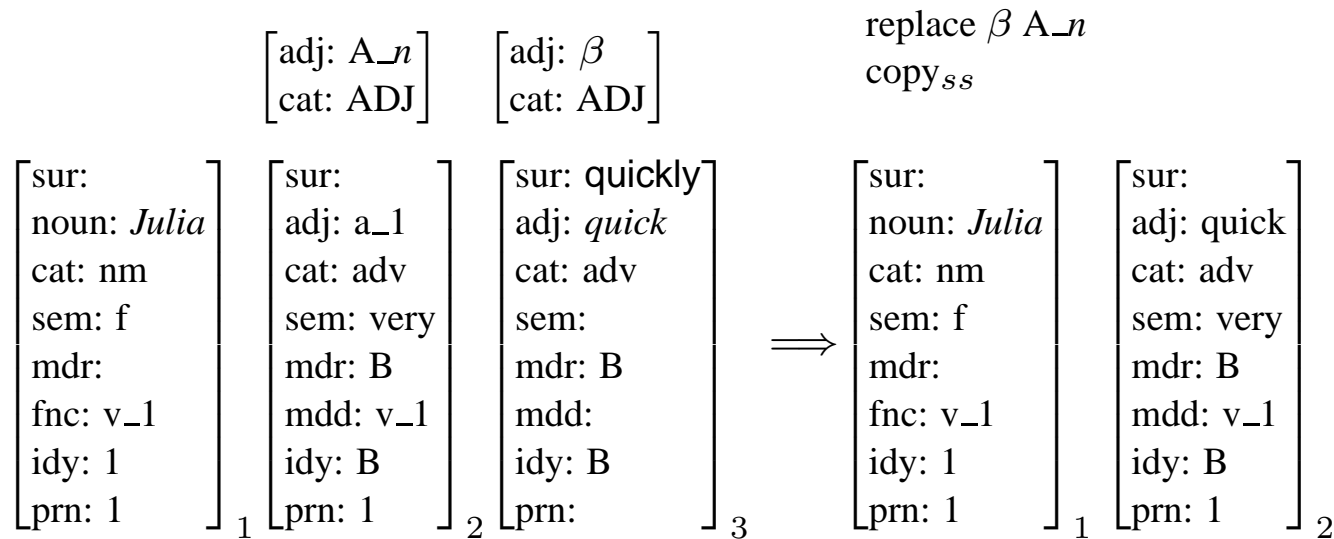 replace β A_n
adj: A_n adj: β
copyss
cat: ADJ cat: ADJ
sur: sur: sur: quickly sur: sur:
noun: Julia adj: a_1 adj: quick noun: Julia adj: quick
cat: nm cat: adv cat: adv cat: nm cat: adv
sem: f sem: very sem: sem: f sem: very
mdr: mdr: B mdr: B ⟹ mdr: mdr: B
fnc: v_1 mdd: v_1 mdd: fnc: v_1 mdd: v_1
idy: 1 idy: B idy: B idy: 1 idy: B
prn: 1 prn: 1 prn: prn: 1 prn: 1
1 2 3 1 2